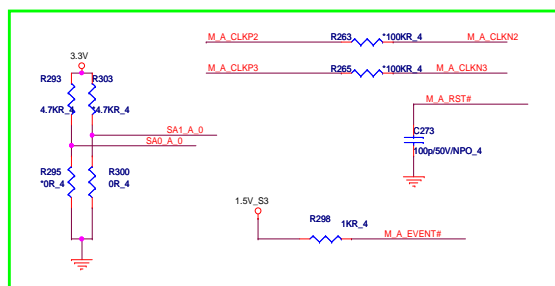 M_A_CLKP2 R263 *100KR_4 M_A_CLKN2
M_A_CLKP3 R265 *100KR_4 M_A_CLKN3
3.3V
R293 R303
4.7KR_4 *4.7KR_4
SA1_A_0
SA0_A_0
R295 R300
*0R_4 0R_4
M_A_RST#
C273
100p/50V/NPO_4
1.5V_S3
R298 1KR_4 M_A_EVENT#